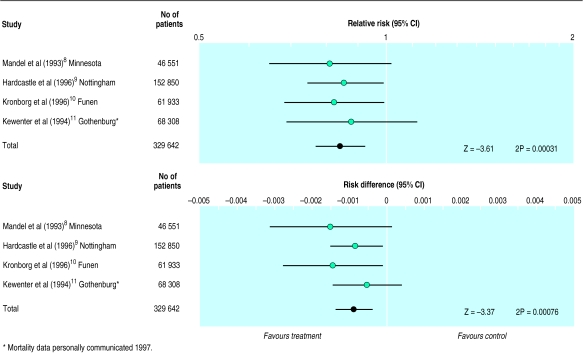 Study No of patients Relative risk (95% CI)
0.5 1 2
Mandel et al (1993)8 Minnesota 46 551
Hardcastle et al (1996)9 Nottingham 152 850
Kronborg et al (1996)10 Funen 61 933
Kewenter et al (1994)11 Gothenburg* 68 308
Total 329 642 Z = –3.61 2P = 0.00031
Study No of patients Risk difference (95% CI)
–0.005 –0.004 –0.003 –0.002 –0.001 0 0.001 0.002 0.003 0.004 0.005
Mandel et al (1993)8 Minnesota 46 551
Hardcastle et al (1996)9 Nottingham 152 850
Kronborg et al (1996)10 Funen 61 933
Kewenter et al (1994)11 Gothenburg* 68 308
Total 329 642 Z = –3.37 2P = 0.00076
Favours treatment Favours control
* Mortality data personally communicated 1997.